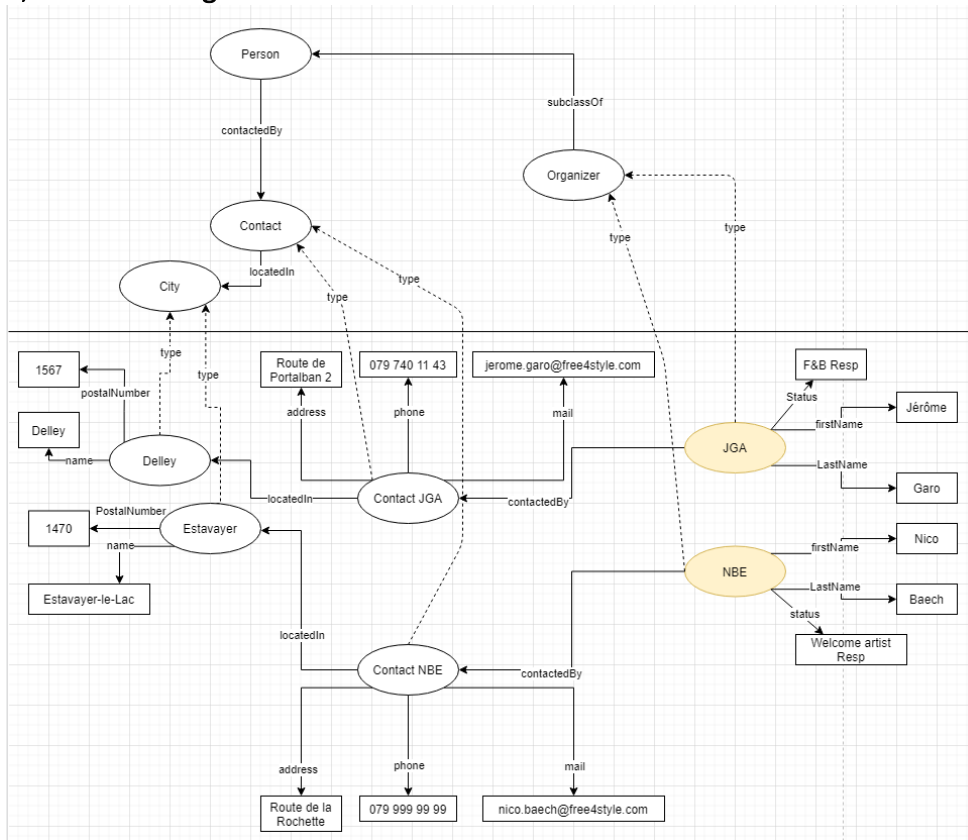 Person
subclassOf
contactedBy
Organizer
Contact
type
type
locatedIn
type
City
type
type
type
1567
postalNumber
Route de
Portalban 2
079 740 11 43
jerome.garo@free4style.com
F&B Resp
Status
Jérôme
firstName
address
phone
mail
Delley
name
Delley
JGA
LastName
Garo
locatedIn
Contact JGA
contactedBy
PostalNumber
1470
Estavayer
name
Nico
firstName
NBE
LastName
Baech
Estavayer-le-Lac
status
Welcome artist
Resp
locatedIn
Contact NBE
contactedBy
address
phone
mail
Route de la
Rochette
079 999 99 99
nico.baech@free4style.com